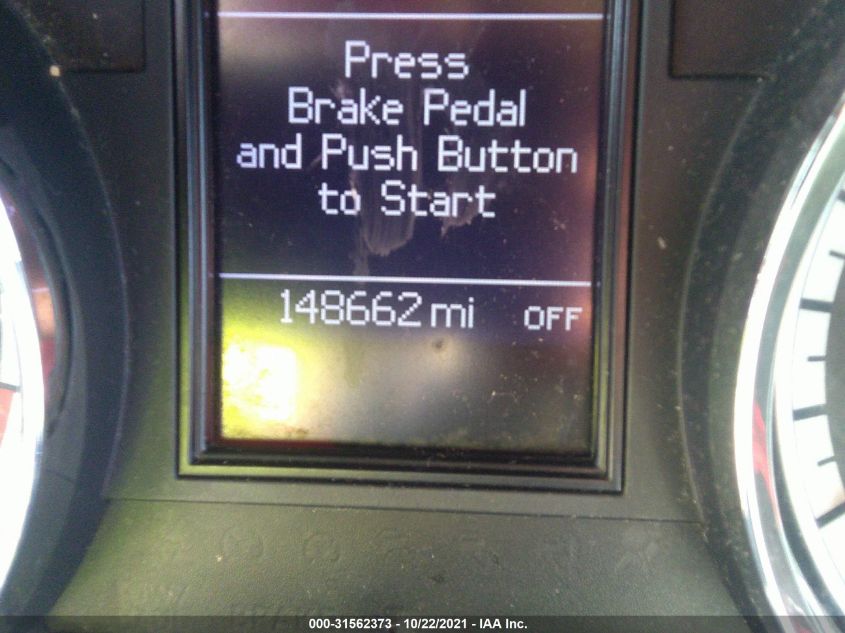 Press
Brake Pedal
and Push Button
to Start
148662 mi OFF
000-31562373 - 10/22/2021 - IAA Inc.